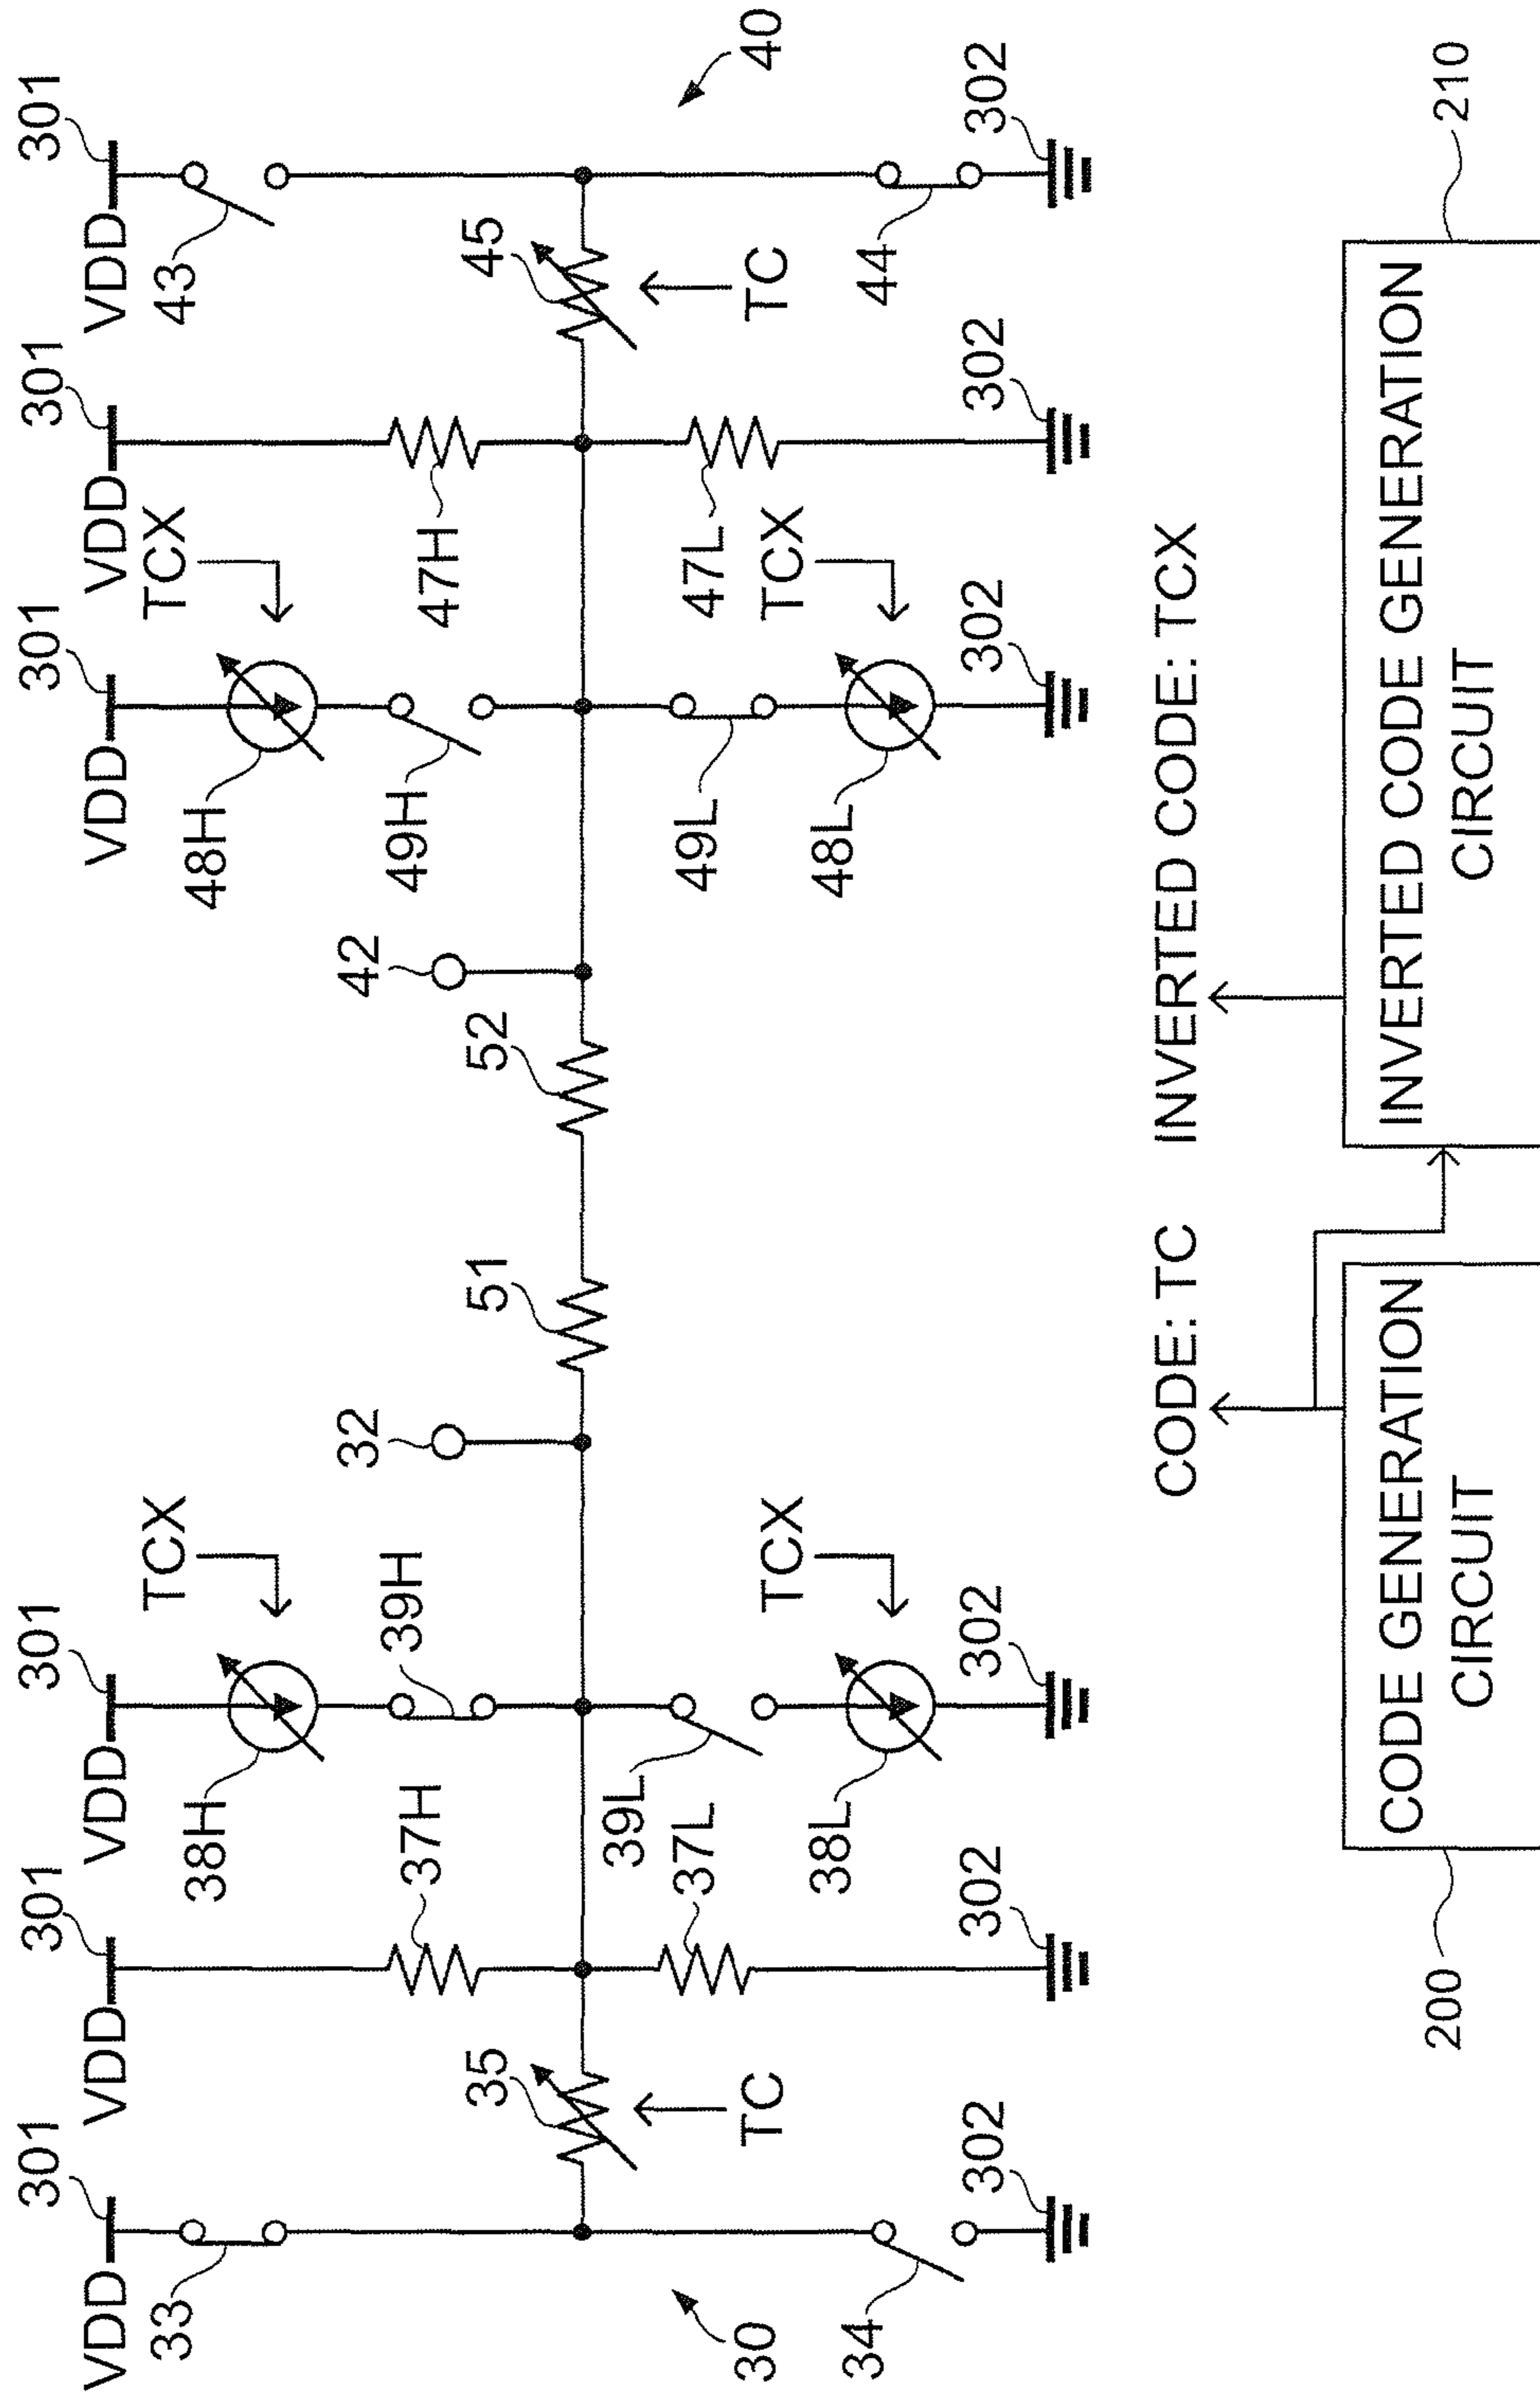 301 301 301 301 301 301
VDD VDD VDD VDD VDD VDD
33 TCX TCX 43
38H 48H
32 42
37H 39H 49H 47H
35 51 52 45
39L
37L 49L 47L
30 TC TCX TCX TC 40
38L 48L
34 44
302 302 302 302 302 302
CODE: TC INVERTED CODE: TCX
CODE GENERATION
CIRCUIT
INVERTED CODE GENERATION
CIRCUIT
200 210